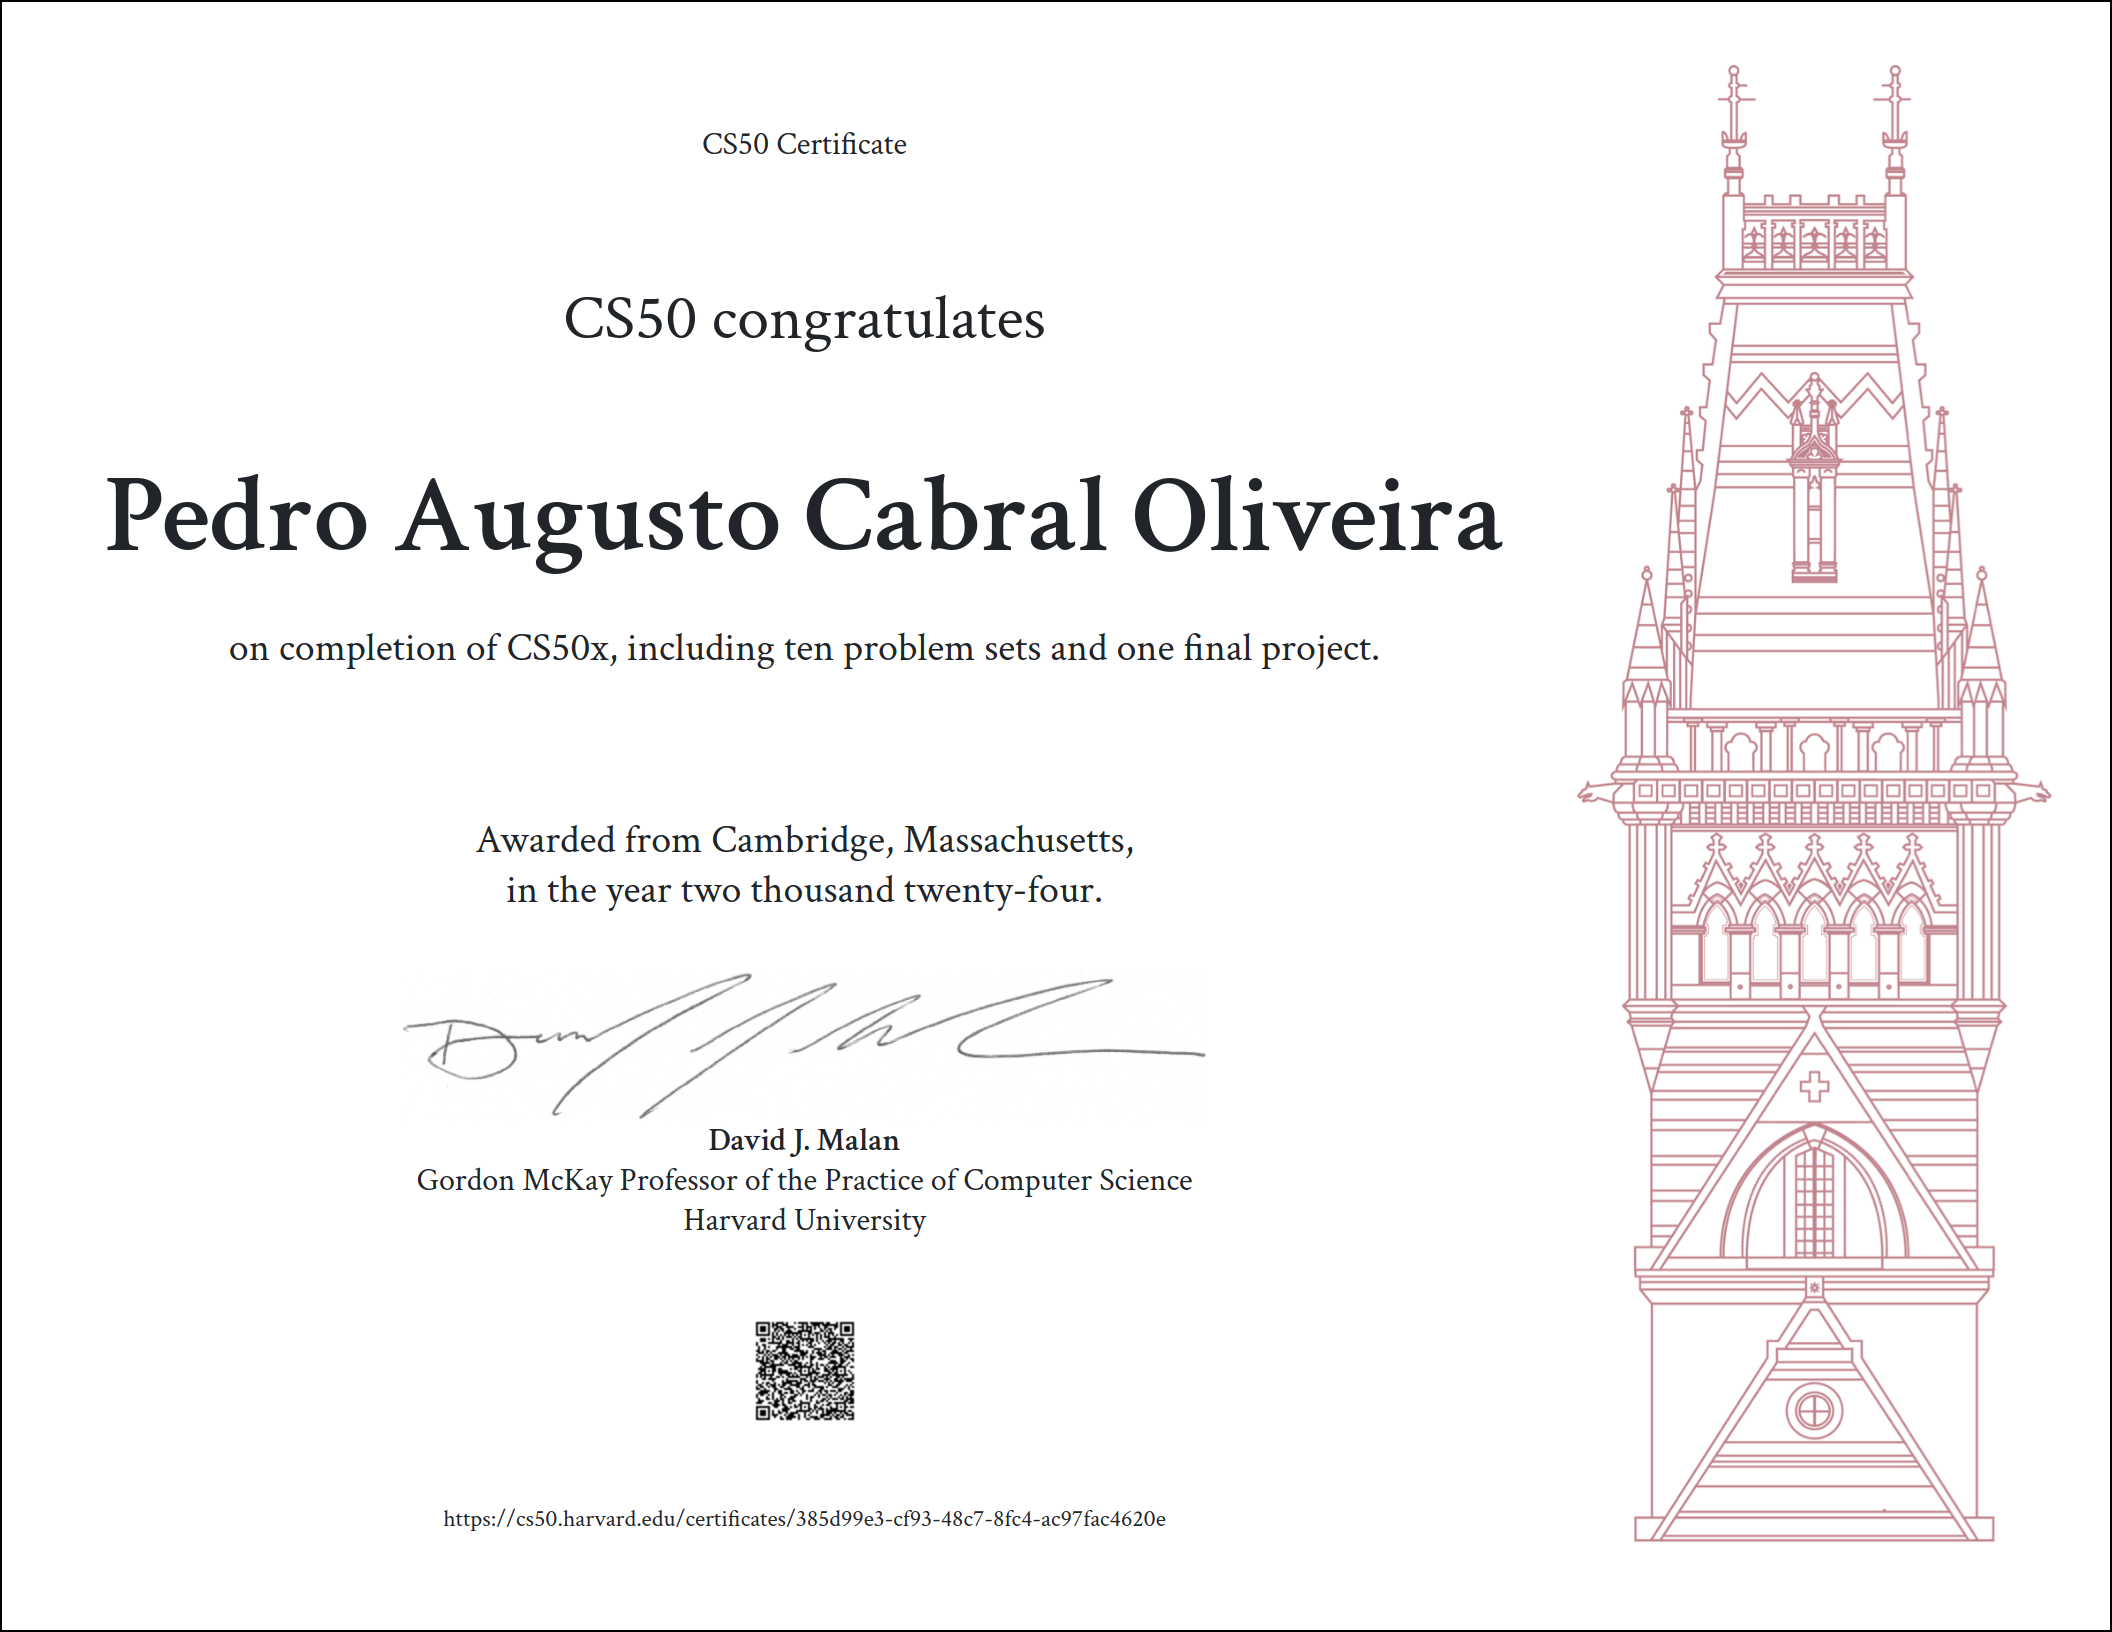 CS50 Certificate
CS50 congratulates
Pedro Augusto Cabral Oliveira
on completion of CS50x, including ten problem sets and one final project.
Awarded from Cambridge, Massachusetts,
in the year two thousand twenty-four.
David J. Malan
Gordon McKay Professor of the Practice of Computer Science
Harvard University
https://cs50.harvard.edu/certificates/385d99e3-cf93-48c7-8fc4-ac97fac4620e